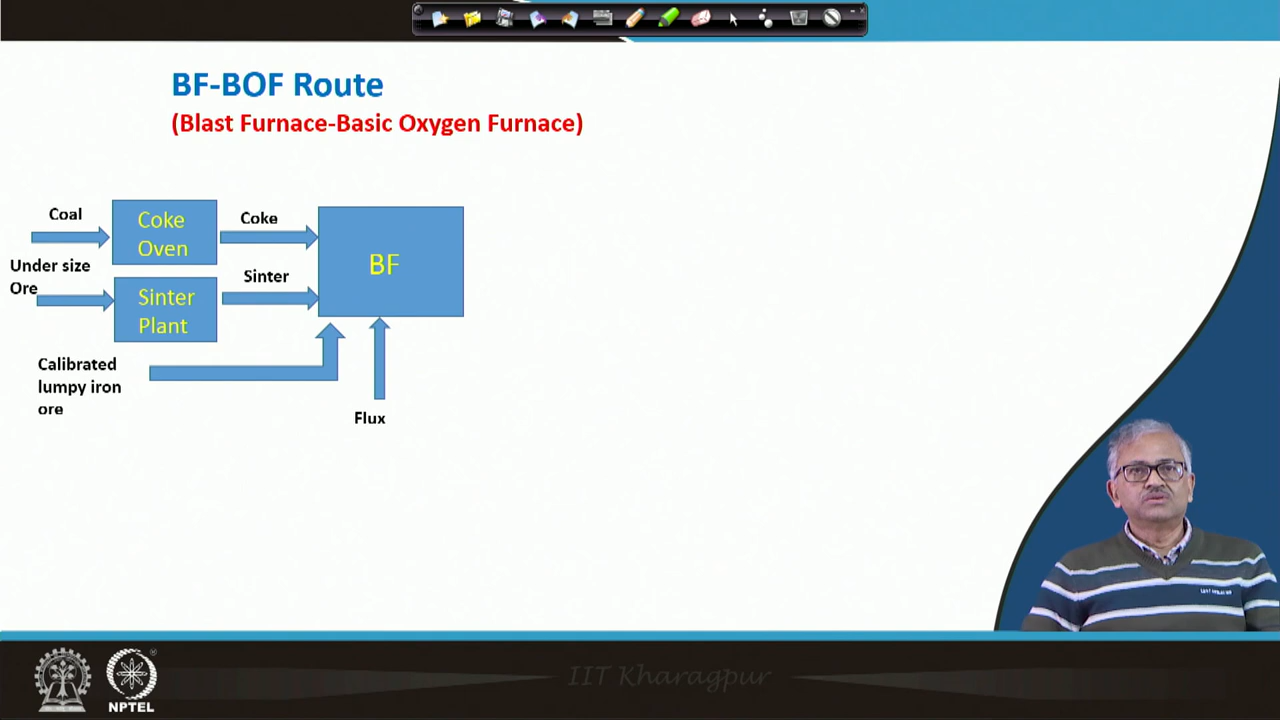 BF-BOF Route
(Blast Furnace-Basic Oxygen Furnace)
Coal
Coke
Oven
Coke
BF
Under size
Ore
Sinter
Plant
Sinter
Calibrated
lumpy iron
ore
Flux
IIT Kharagpur
NPTEL